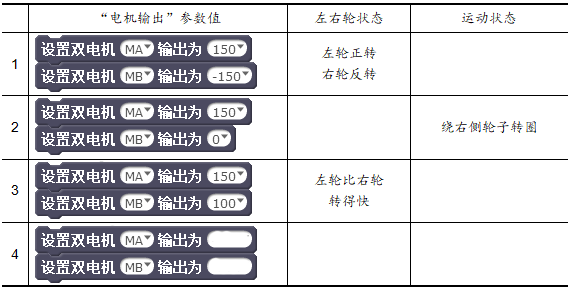 “电机输出”参数值 左右轮状态 运动状态
1 设置双电机 MA 输出为 150 左轮正转
设置双电机 MB 输出为 -150 右轮反转
2 设置双电机 MA 输出为 150
设置双电机 MB 输出为 0 绕右侧轮子转圈
3 设置双电机 MA 输出为 150 左轮比右轮
设置双电机 MB 输出为 100 转得快
4 设置双电机 MA 输出为
设置双电机 MB 输出为